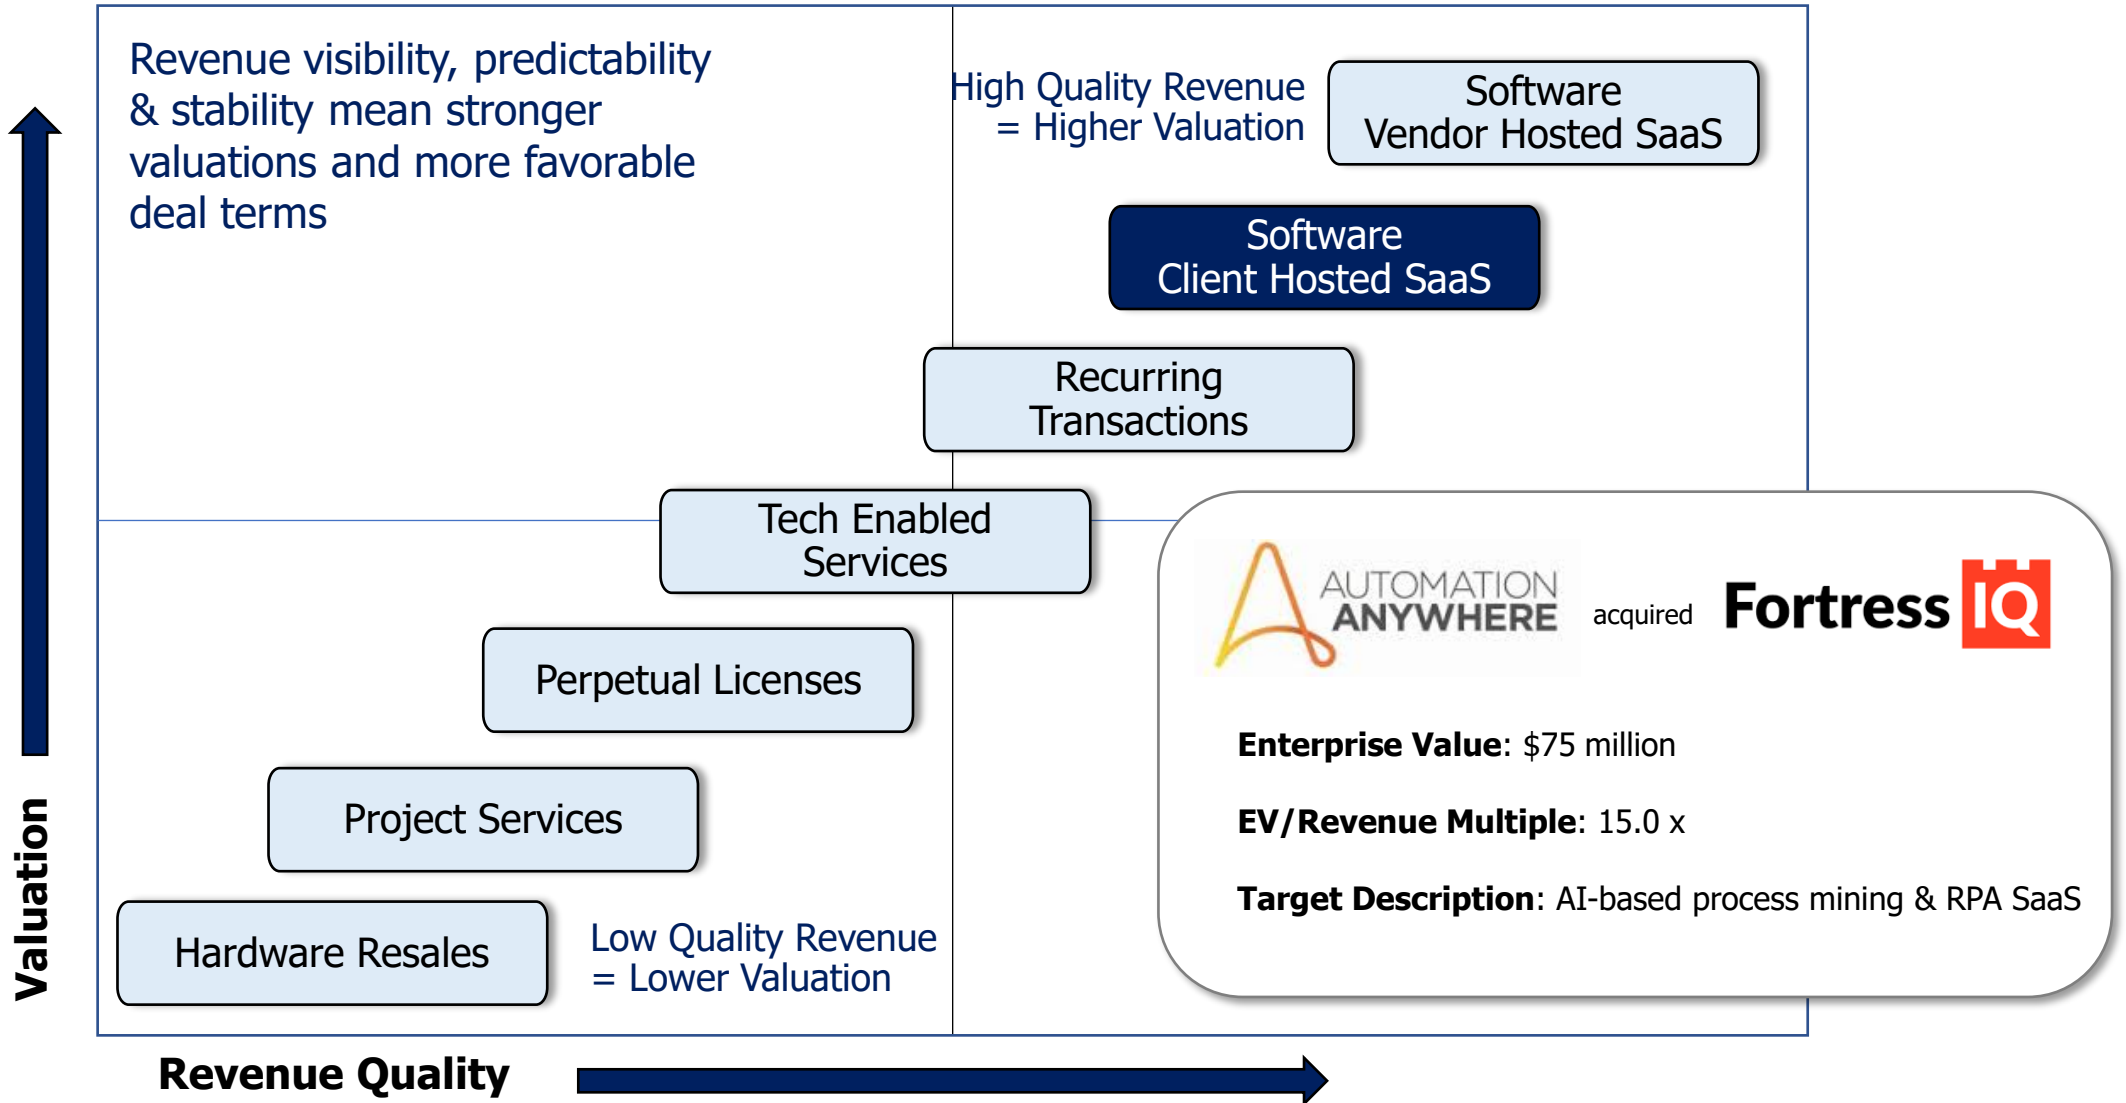 Revenue visibility, predictability
& stability mean stronger
valuations and more favorable
deal terms
High Quality Revenue
= Higher Valuation
Software
Vendor Hosted SaaS
Software
Client Hosted SaaS
Recurring
Transactions
Tech Enabled
Services
Perpetual Licenses
Project Services
Hardware Resales
Low Quality Revenue
= Lower Valuation
AUTOMATION
ANYWHERE
acquired
Fortress IQ
Enterprise Value: $75 million
EV/Revenue Multiple: 15.0 x
Target Description: AI-based process mining & RPA SaaS
Valuation
Revenue Quality